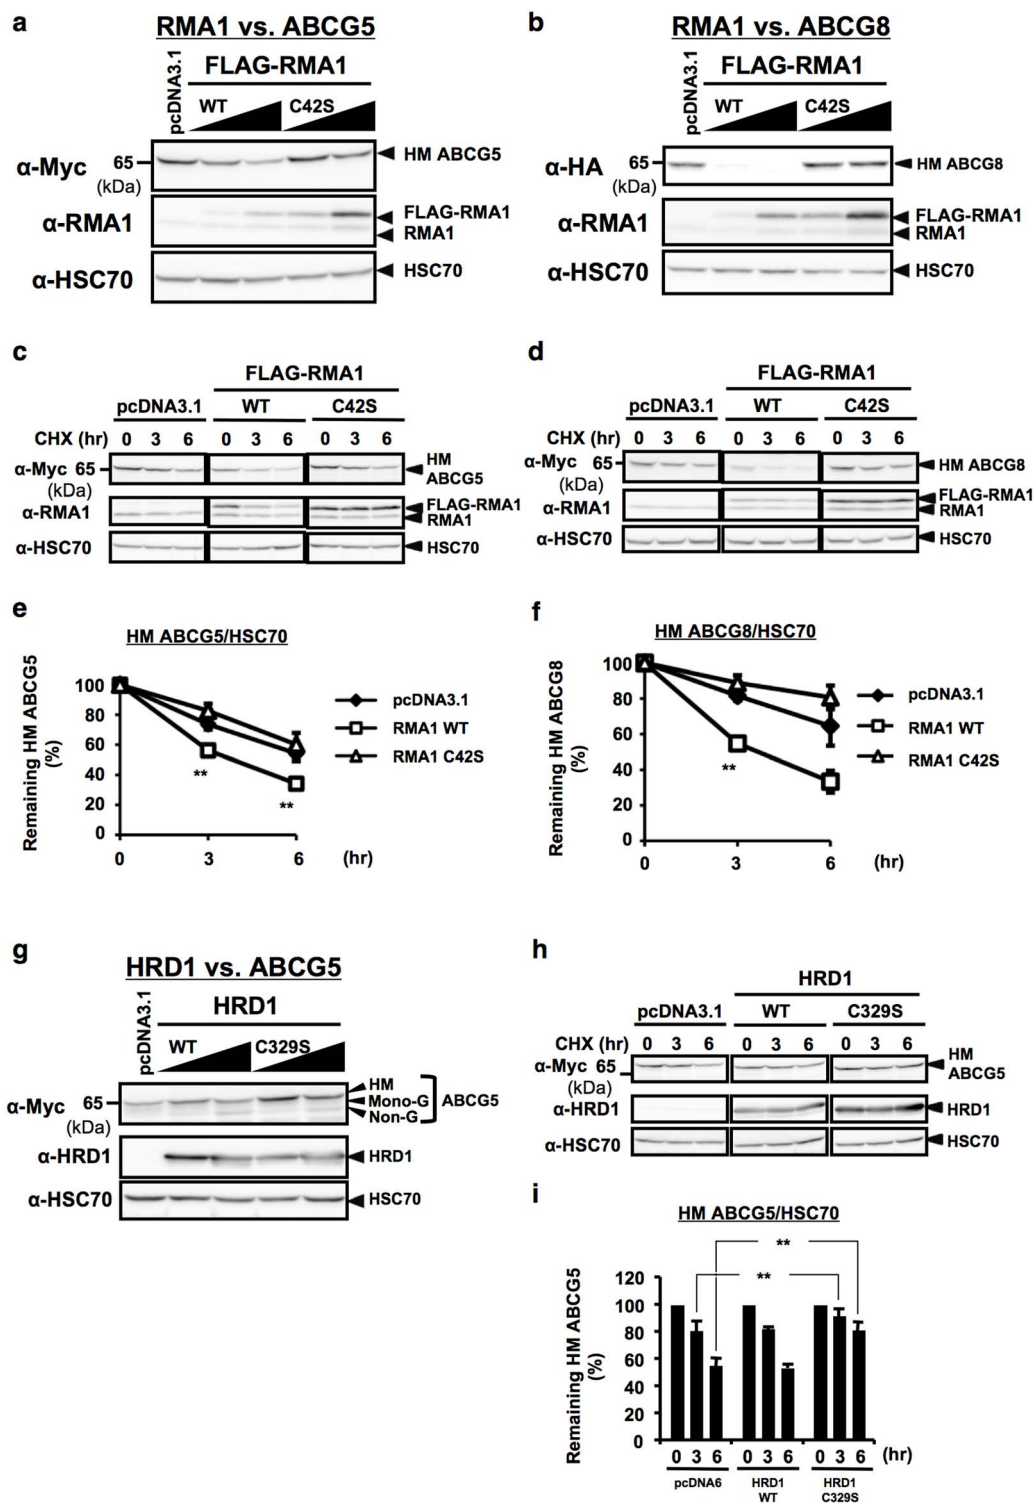 a
RMA1 vs. ABCG5
pcDNA3.1
FLAG-RMA1
WT C42S
α-Myc 65 HM ABCG5
(kDa)
α-RMA1 FLAG-RMA1
RMA1
α-HSC70 HSC70
b
RMA1 vs. ABCG8
pcDNA3.1
FLAG-RMA1
WT C42S
α-HA 65 HM ABCG8
(kDa)
α-RMA1 FLAG-RMA1
RMA1
α-HSC70 HSC70
c
FLAG-RMA1
pcDNA3.1 WT C42S
CHX (hr) 0 3 6 0 3 6 0 3 6
α-Myc 65 HM
ABCG5
(kDa)
α-RMA1 FLAG-RMA1
RMA1
α-HSC70 HSC70
d
FLAG-RMA1
pcDNA3.1 WT C42S
CHX (hr) 0 3 6 0 3 6 0 3 6
α-Myc 65 HM ABCG8
(kDa)
α-RMA1 FLAG-RMA1
RMA1
α-HSC70 HSC70
e
HM ABCG5/HSC70
Remaining HM ABCG5
(%)
100
80
60
40
20
0
** **
0 3 6 (hr)
pcDNA3.1
RMA1 WT
RMA1 C42S
f
HM ABCG8/HSC70
Remaining HM ABCG8
(%)
100
80
60
40
20
0
**
0 3 6 (hr)
pcDNA3.1
RMA1 WT
RMA1 C42S
g
HRD1 vs. ABCG5
pcDNA3.1
HRD1
WT C329S
α-Myc 65
(kDa)
HM
Mono-G ABCG5
Non-G
α-HRD1 HRD1
α-HSC70 HSC70
h
HRD1
pcDNA3.1 WT C329S
CHX (hr) 0 3 6 0 3 6 0 3 6
α-Myc 65 HM
ABCG5
(kDa)
α-HRD1 HRD1
α-HSC70 HSC70
i
HM ABCG5/HSC70
**
**
Remaining HM ABCG5
(%)
120
100
80
60
40
20
0
0 3 6 0 3 6 0 3 6 (hr)
pcDNA6 HRD1 HRD1
WT C329S